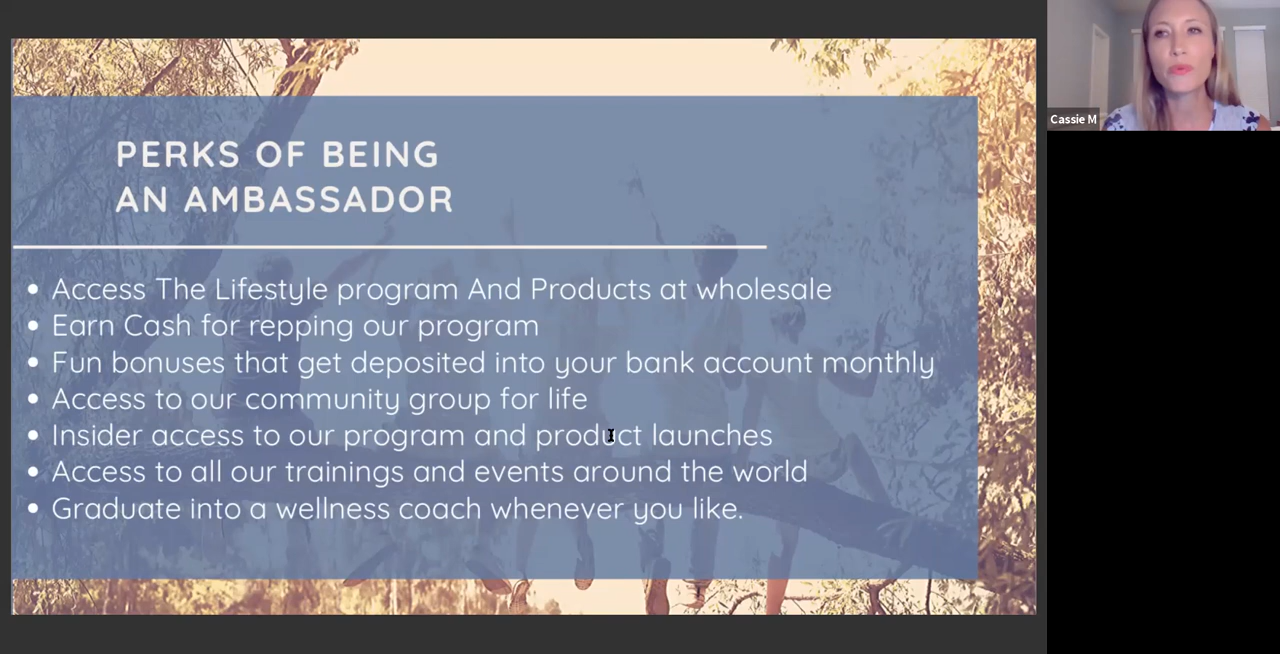 PERKS OF BEING
AN AMBASSADOR
• Access The Lifestyle program And Products at wholesale
• Earn Cash for repping our program
• Fun bonuses that get deposited into your bank account monthly
• Access to our community group for life
• Insider access to our program and product launches
• Access to all our trainings and events around the world
• Graduate into a wellness coach whenever you like.
Cassie M